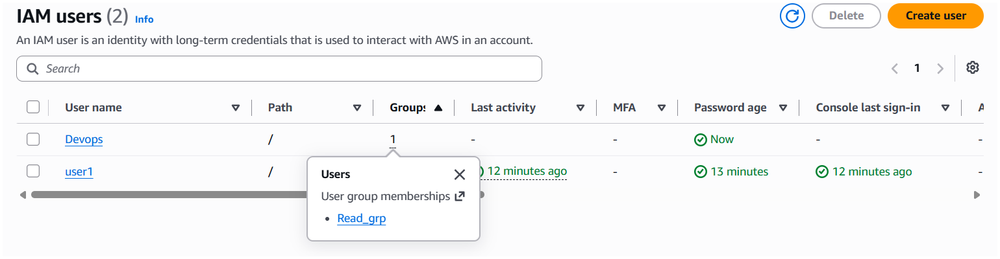 IAM users (2) Info
Delete
Create user
An IAM user is an identity with long-term credentials that is used to interact with AWS in an account.
Search
1
User name Path Groups Last activity MFA Password age Console last sign-in A
Devops / 1 - - Now - -
user1 / 12 minutes ago - 13 minutes 12 minutes ago -
Users
User group memberships
• Read_grp